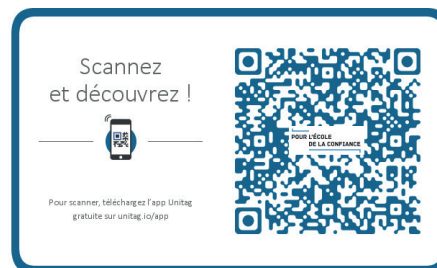 Scannez
et découvrez !
Pour scanner, téléchargez l'app Unitag
gratuite sur unitag.io/app
POUR L'ÉCOLE
DE LA CONFIANCE